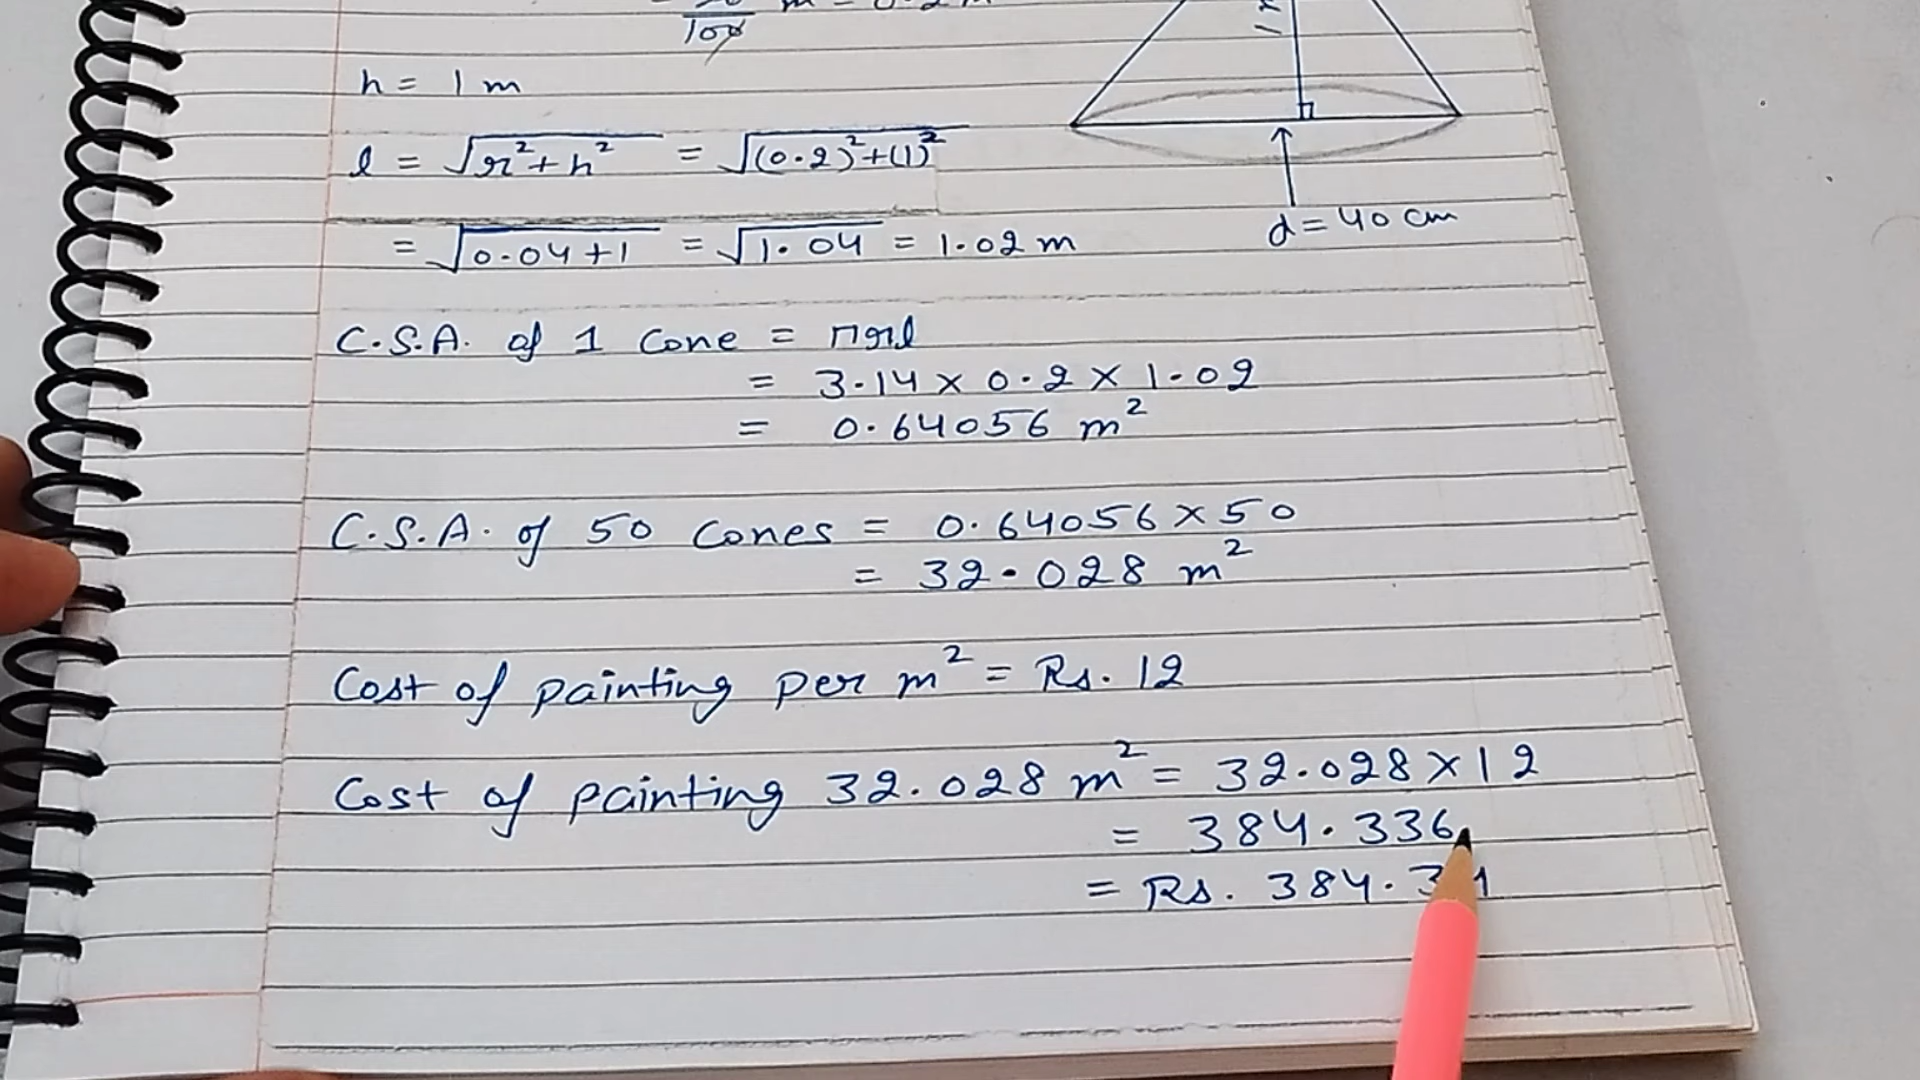 100
h = 1 m
l = √r²+h² = √(0.2)²+(1)²
= √0.04+1 = √1.04 = 1.02 m
d = 40 cm
C.S.A. of 1 Cone = πrl
= 3.14 x 0.2 x 1.02
= 0.64056 m²
C.S.A. of 50 Cones = 0.64056 x 50
= 32.028 m²
Cost of painting per m² = Rs. 12
Cost of painting 32.028 m² = 32.028 x 12
= 384.336
= Rs. 384.34